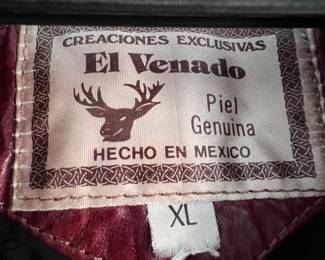 CREACIONES EXCLUSIVAS
El Venado
Piel
Genuina
HECHO EN MEXICO
XL